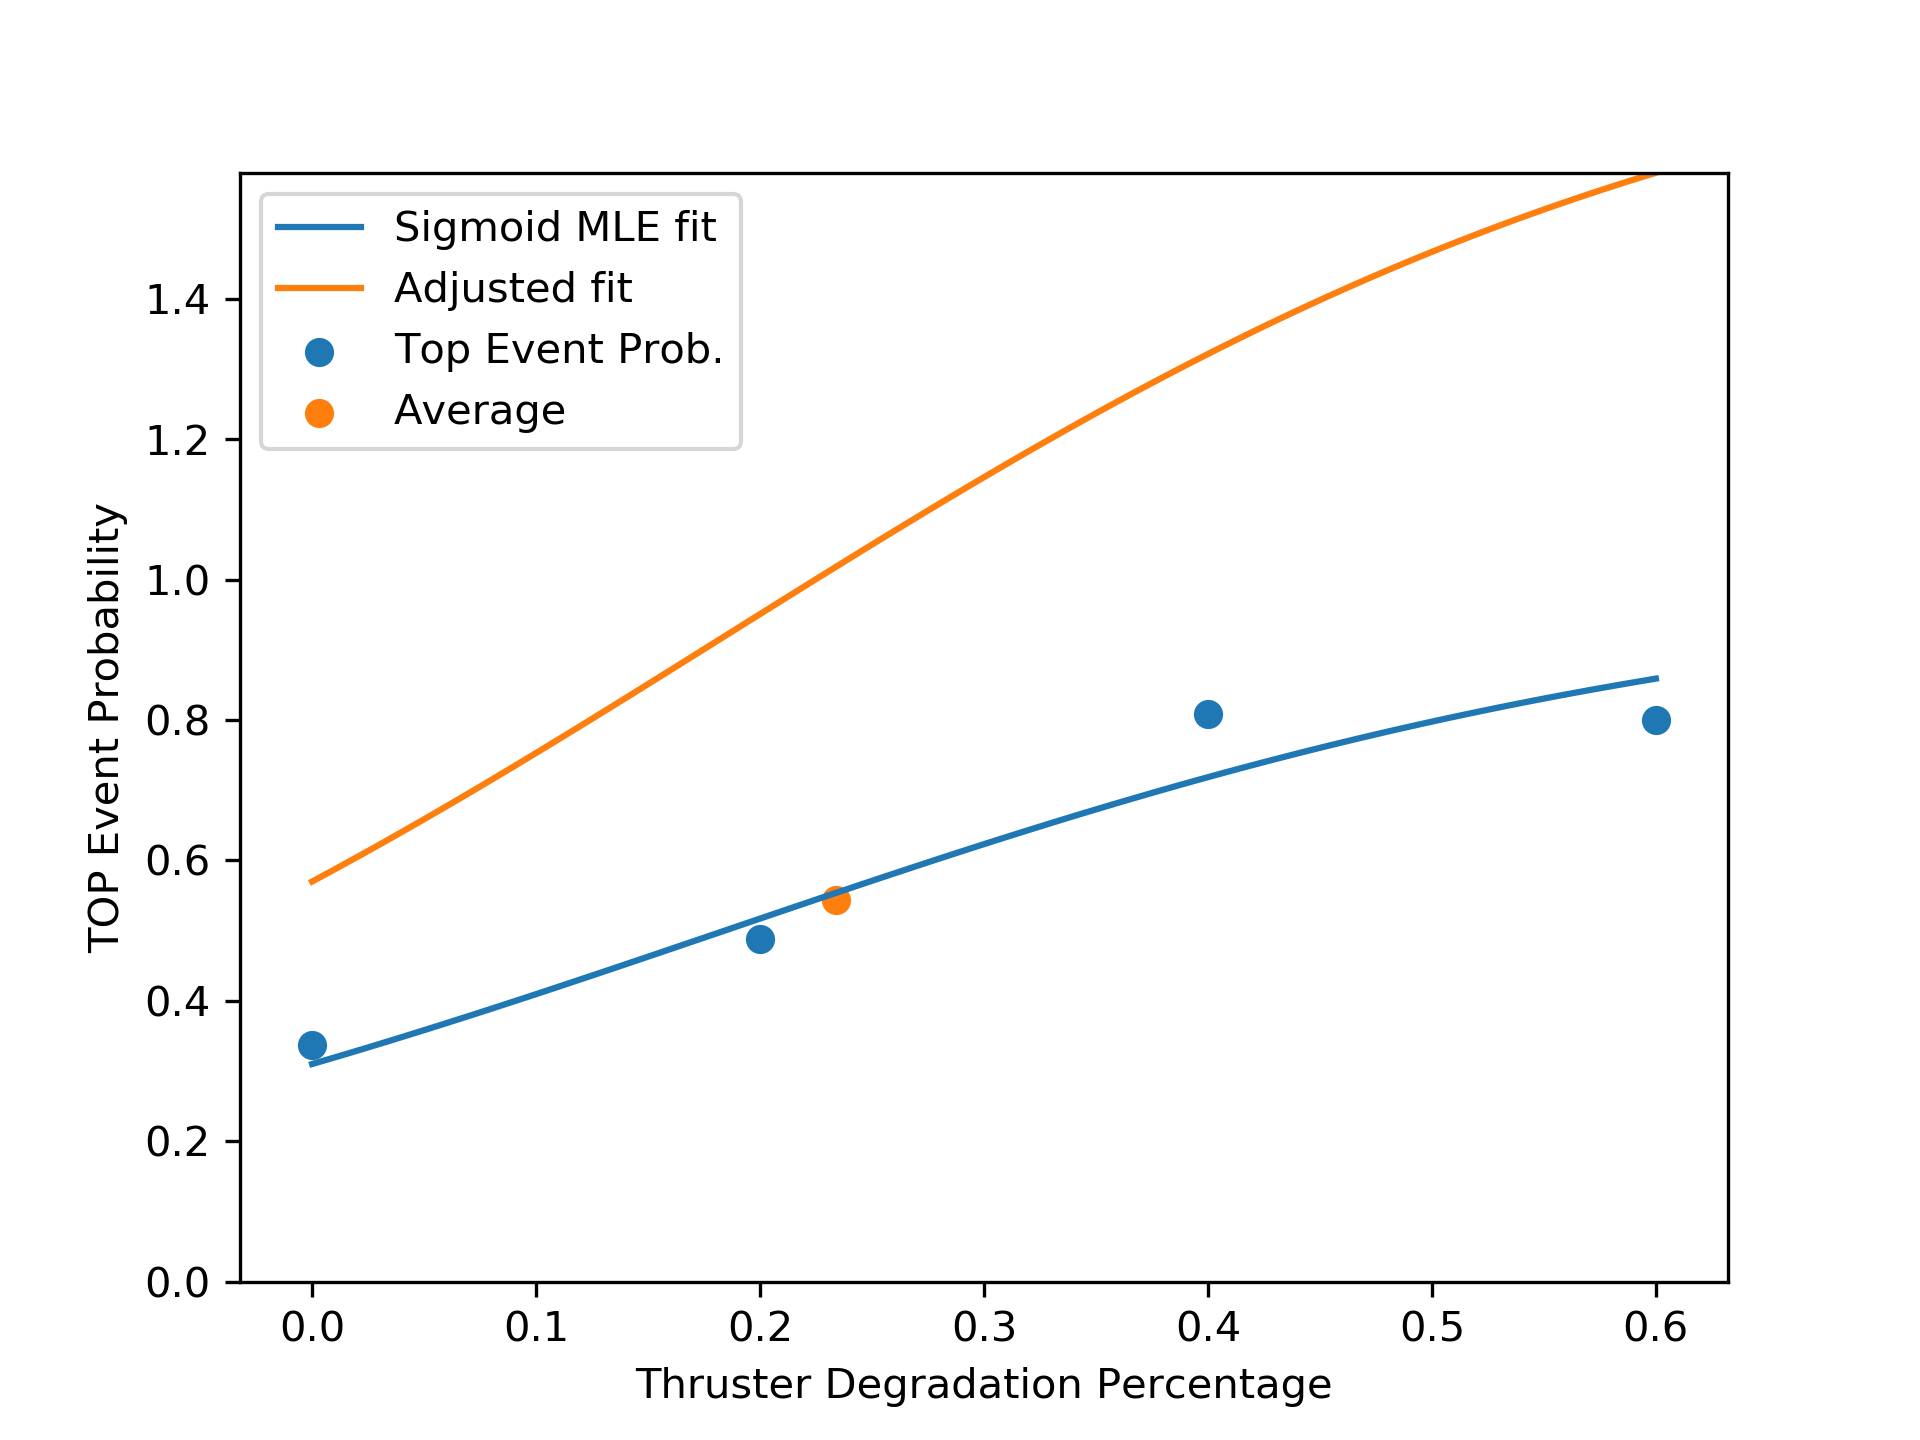 Sigmoid MLE fit
Adjusted fit
Top Event Prob.
Average
TOP Event Probability
1.4
1.2
1.0
0.8
0.6
0.4
0.2
0.0
0.0 0.1 0.2 0.3 0.4 0.5 0.6
Thruster Degradation Percentage